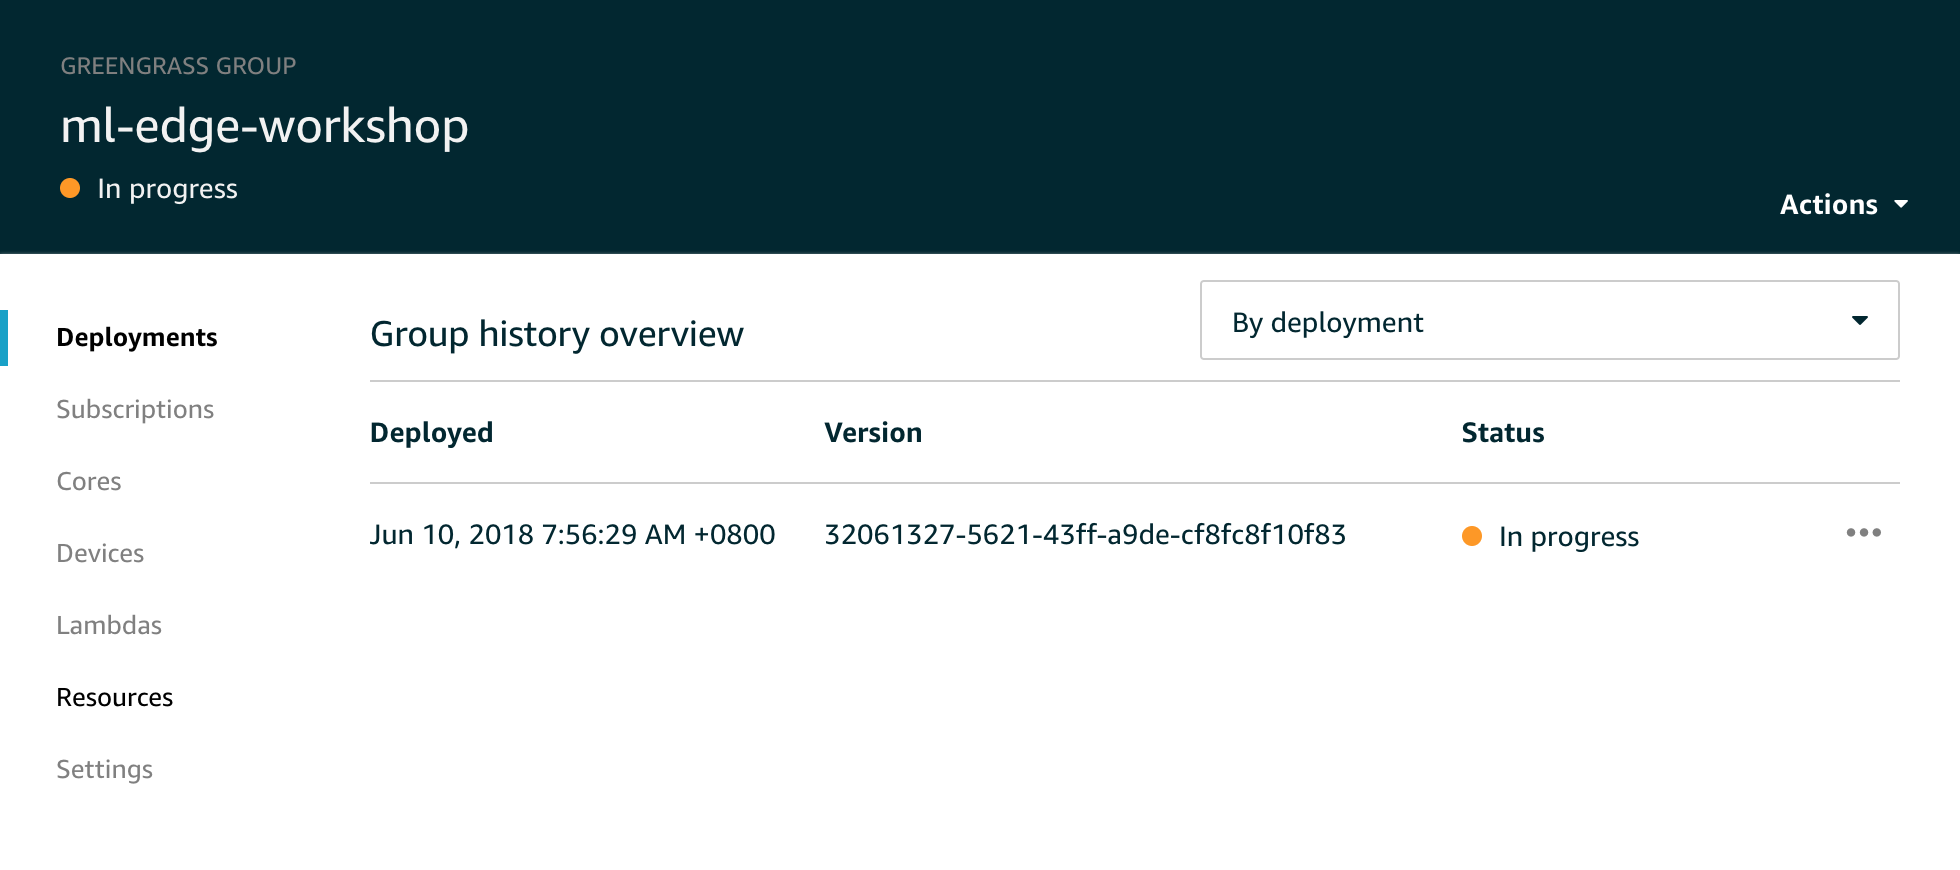 GREENGRASS GROUP
ml-edge-workshop
In progress
Actions
Deployments
Subscriptions
Cores
Devices
Lambdas
Resources
Settings
Group history overview
By deployment
Deployed Version Status
Jun 10, 2018 7:56:29 AM +0800 32061327-5621-43ff-a9de-cf8fc8f10f83 In progress